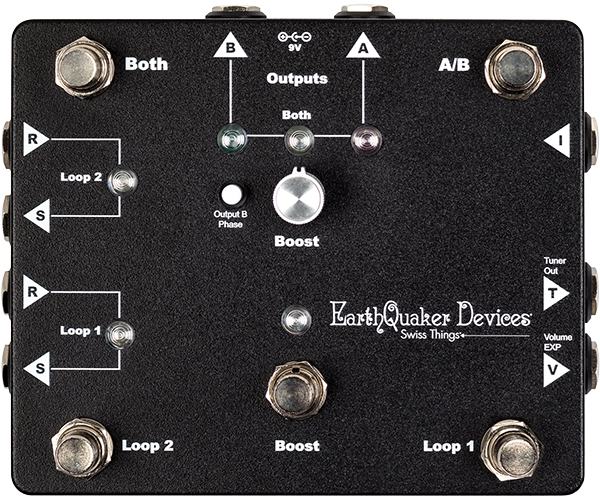 B
9V
A
Both
Outputs
A/B
Both
R
I
Loop 2
S
Output B
Phase
Boost
Tuner
Out
R
T
EarthQuaker Devices
Swiss Things
Loop 1
Volume
EXP
S
V
Loop 2
Boost
Loop 1